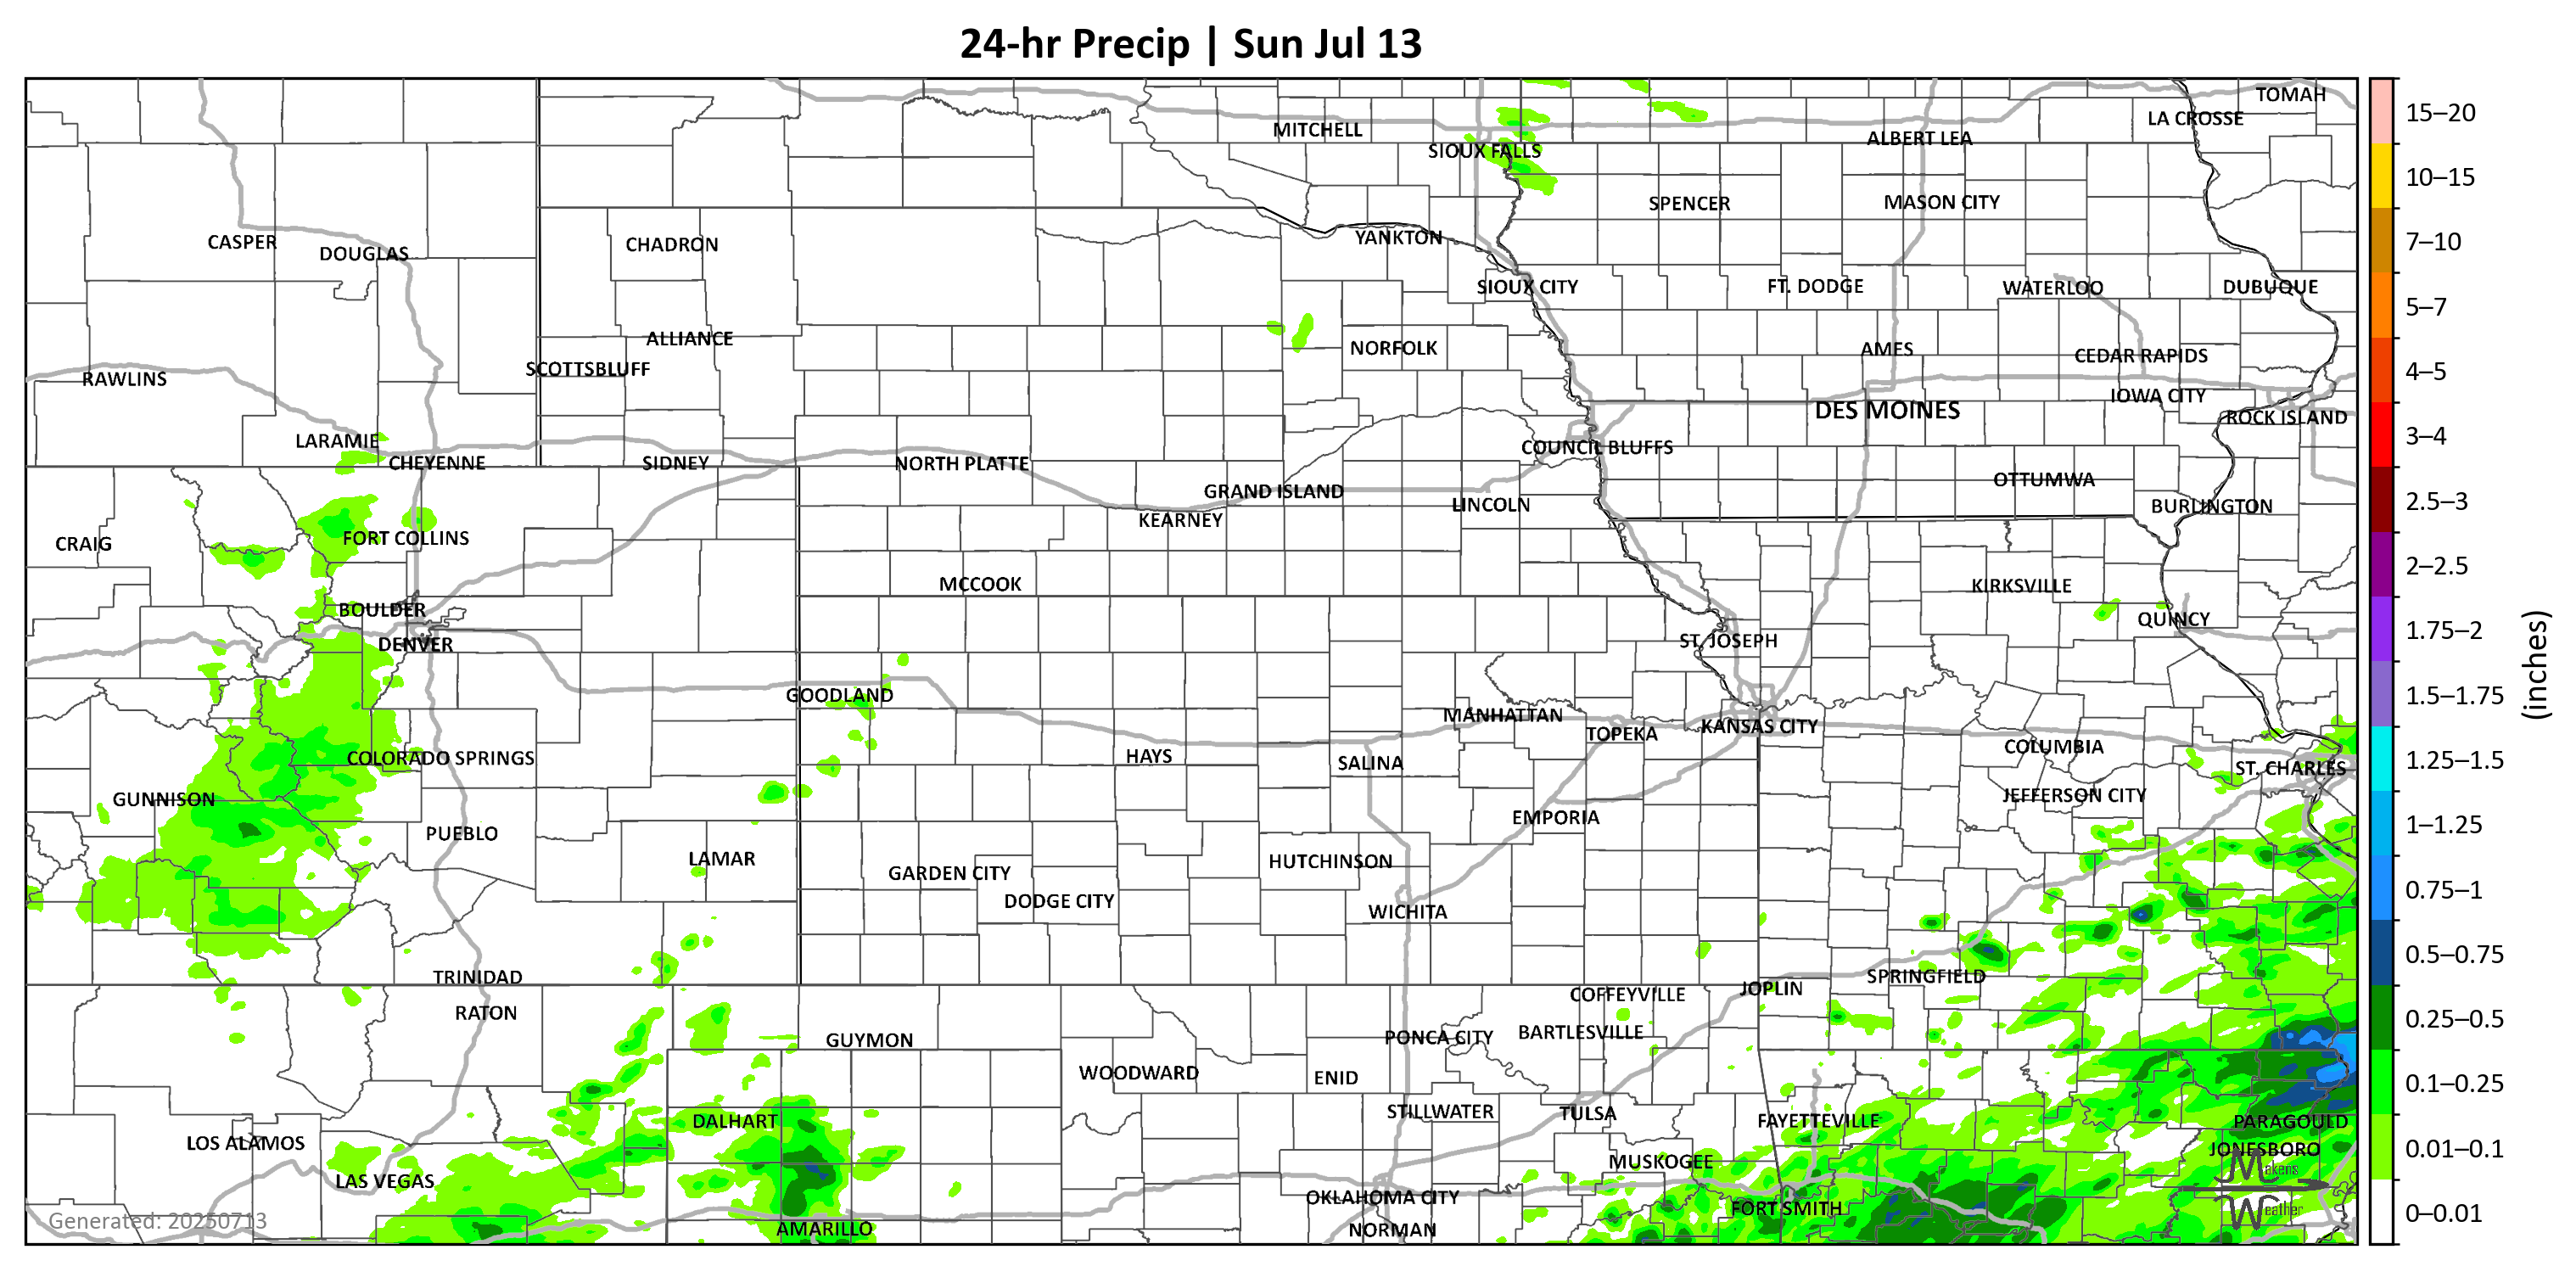 24-hr Precip | Sun Jul 13
TOMAH
LA CROSSE
MITCHELL
ALBERT LEA
SIOUX FALLS
SPENCER
MASON CITY
YANKTON
CASPER
CHADRON
DOUGLAS
SIOUX CITY
FT. DODGE
WATERLOO
DUBUQUE
ALLIANCE
NORFOLK
AMES
CEDAR RAPIDS
SCOTTSBLUFF
RAWLINS
IOWA CITY
DES MOINES
ROCK ISLAND
LARAMIE
COUNCIL BLUFFS
CHEYENNE
SIDNEY
NORTH PLATTE
OTTUMWA
GRAND ISLAND
LINCOLN
BURLINGTON
KEARNEY
FORT COLLINS
CRAIG
MCCOOK
KIRKSVILLE
BOULDER
QUINCY
DENVER
ST. JOSEPH
GOODLAND
MANHATTAN
KANSAS CITY
TOPEKA
COLUMBIA
COLORADO SPRINGS
HAYS
SALINA
ST. CHARLES
GUNNISON
JEFFERSON CITY
EMPORIA
PUEBLO
LAMAR
HUTCHINSON
GARDEN CITY
DODGE CITY
WICHITA
TRINIDAD
SPRINGFIELD
JOPLIN
COFFEYVILLE
RATON
GUYMON
PONCA CITY
BARTLESVILLE
WOODWARD
ENID
STILLWATER
TULSA
DALHART
FAYETTEVILLE
PARAGOULD
LOS ALAMOS
JONESBORO
MUSKOGEE
LAS VEGAS
OKLAHOMA CITY
FORT SMITH
AMARILLO
NORMAN
Makens
Weather
Generated: 20250713
15–20
10–15
7–10
5–7
4–5
3–4
2.5–3
2–2.5
1.75–2
1.5–1.75
1.25–1.5
1–1.25
0.75–1
0.5–0.75
0.25–0.5
0.1–0.25
0.01–0.1
0–0.01
(inches)